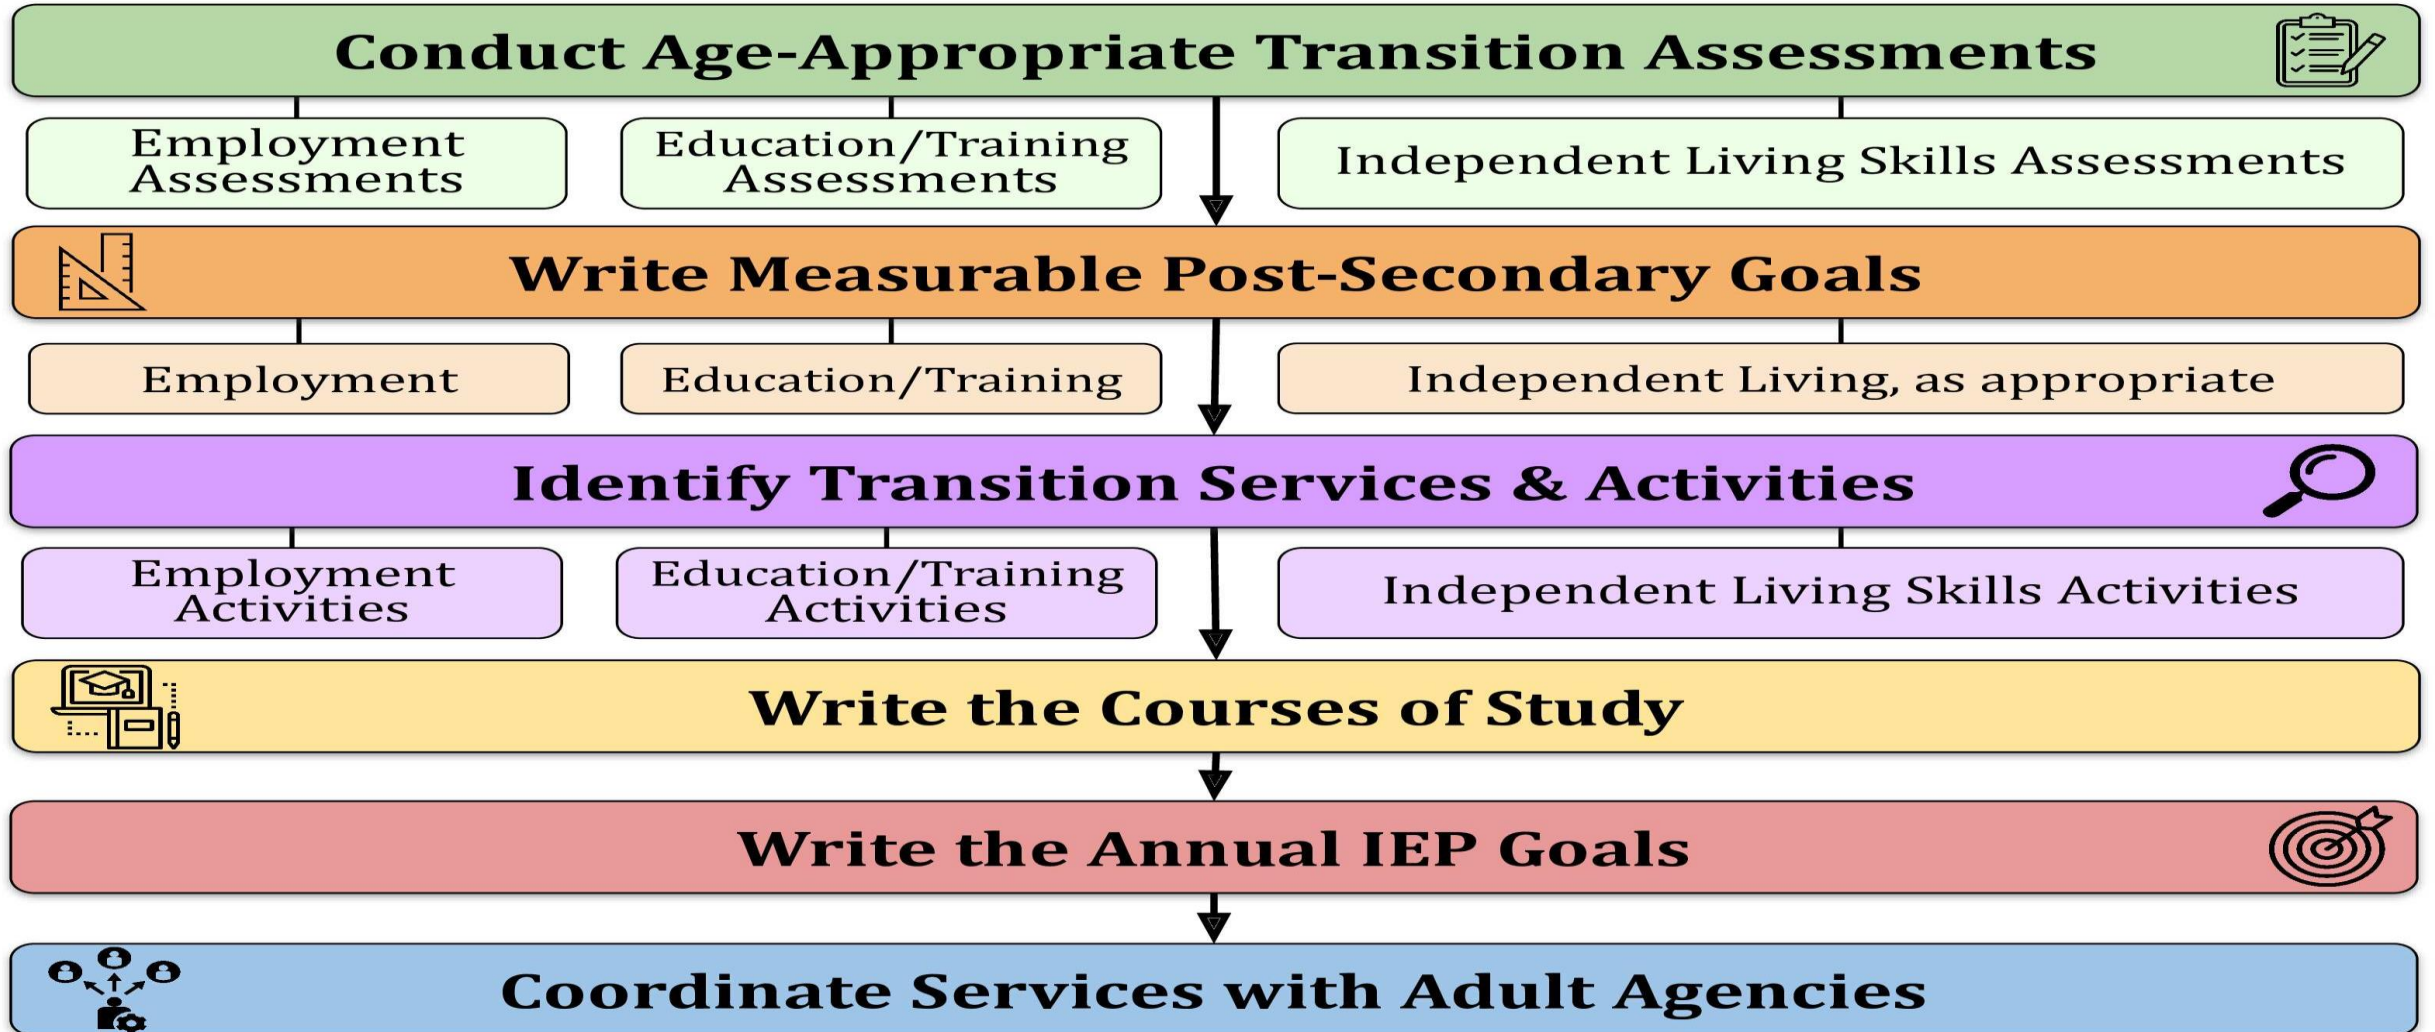 Conduct Age-Appropriate Transition Assessments
Employment
Assessments
Education/Training
Assessments
Independent Living Skills Assessments
Write Measurable Post-Secondary Goals
Employment
Education/Training
Independent Living, as appropriate
Identify Transition Services & Activities
Employment
Activities
Education/Training
Activities
Independent Living Skills Activities
Write the Courses of Study
Write the Annual IEP Goals
Coordinate Services with Adult Agencies